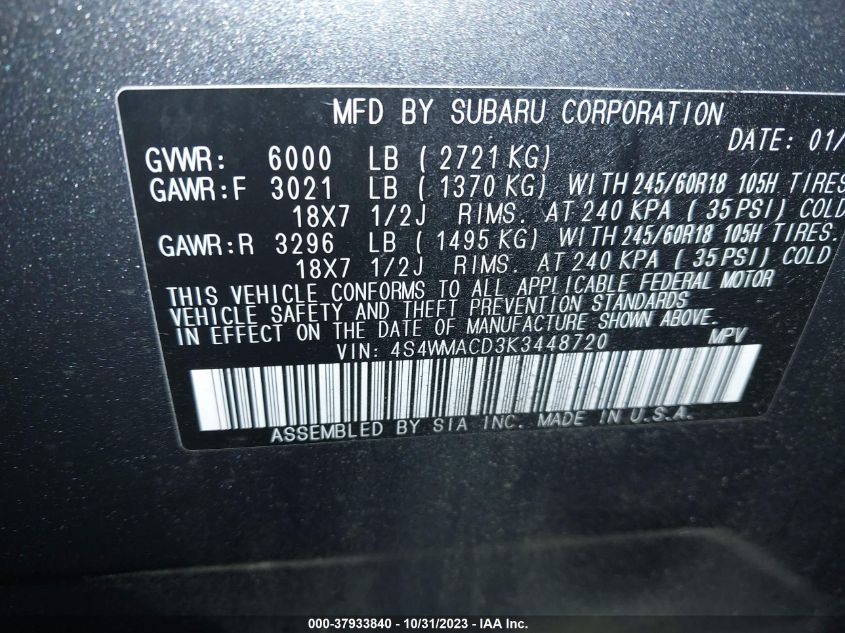 MFD BY SUBARU CORPORATION
DATE: 01/
GVWR: 6000 LB ( 2721 KG)
GAWR:F 3021 LB ( 1370 KG) WITH 245/60R18 105H TIRES
18X7 1/2J RIMS. AT 240 KPA ( 35 PSI) COLD
GAWR:R 3296 LB ( 1495 KG) WITH 245/60R18 105H TIRES.
18X7 1/2J RIMS. AT 240 KPA ( 35 PSI) COLD
THIS VEHICLE CONFORMS TO ALL APPLICABLE FEDERAL MOTOR
VEHICLE SAFETY AND THEFT PREVENTION STANDARDS
IN EFFECT ON THE DATE OF MANUFACTURE SHOWN ABOVE.
VIN: 4S4WMACD3K3448720 MPV
ASSEMBLED BY SIA INC. MADE IN U.S.A.
000-37933840 - 10/31/2023 - IAA Inc.